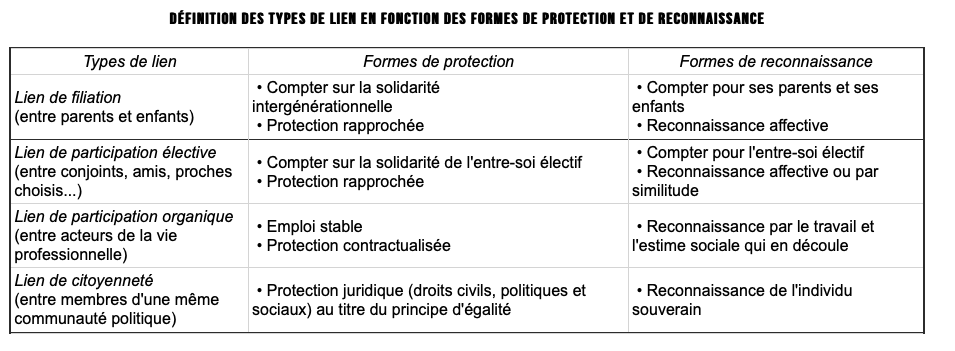 DÉFINITION DES TYPES DE LIEN EN FONCTION DES FORMES DE PROTECTION ET DE RECONNAISSANCE
Types de lien
Formes de protection
Formes de reconnaissance
Lien de filiation
(entre parents et enfants)
• Compter sur la solidarité
intergénérationnelle
• Protection rapprochée
• Compter pour ses parents et ses
enfants
• Reconnaissance affective
Lien de participation élective
(entre conjoints, amis, proches
choisis...)
• Compter sur la solidarité de l'entre-soi électif
• Protection rapprochée
• Compter pour l'entre-soi électif
• Reconnaissance affective ou par
similitude
Lien de participation organique
(entre acteurs de la vie
professionnelle)
• Emploi stable
• Protection contractualisée
• Reconnaissance par le travail et
l'estime sociale qui en découle
Lien de citoyenneté
(entre membres d'une même
communauté politique)
• Protection juridique (droits civils, politiques et
sociaux) au titre du principe d'égalité
• Reconnaissance de l'individu
souverain